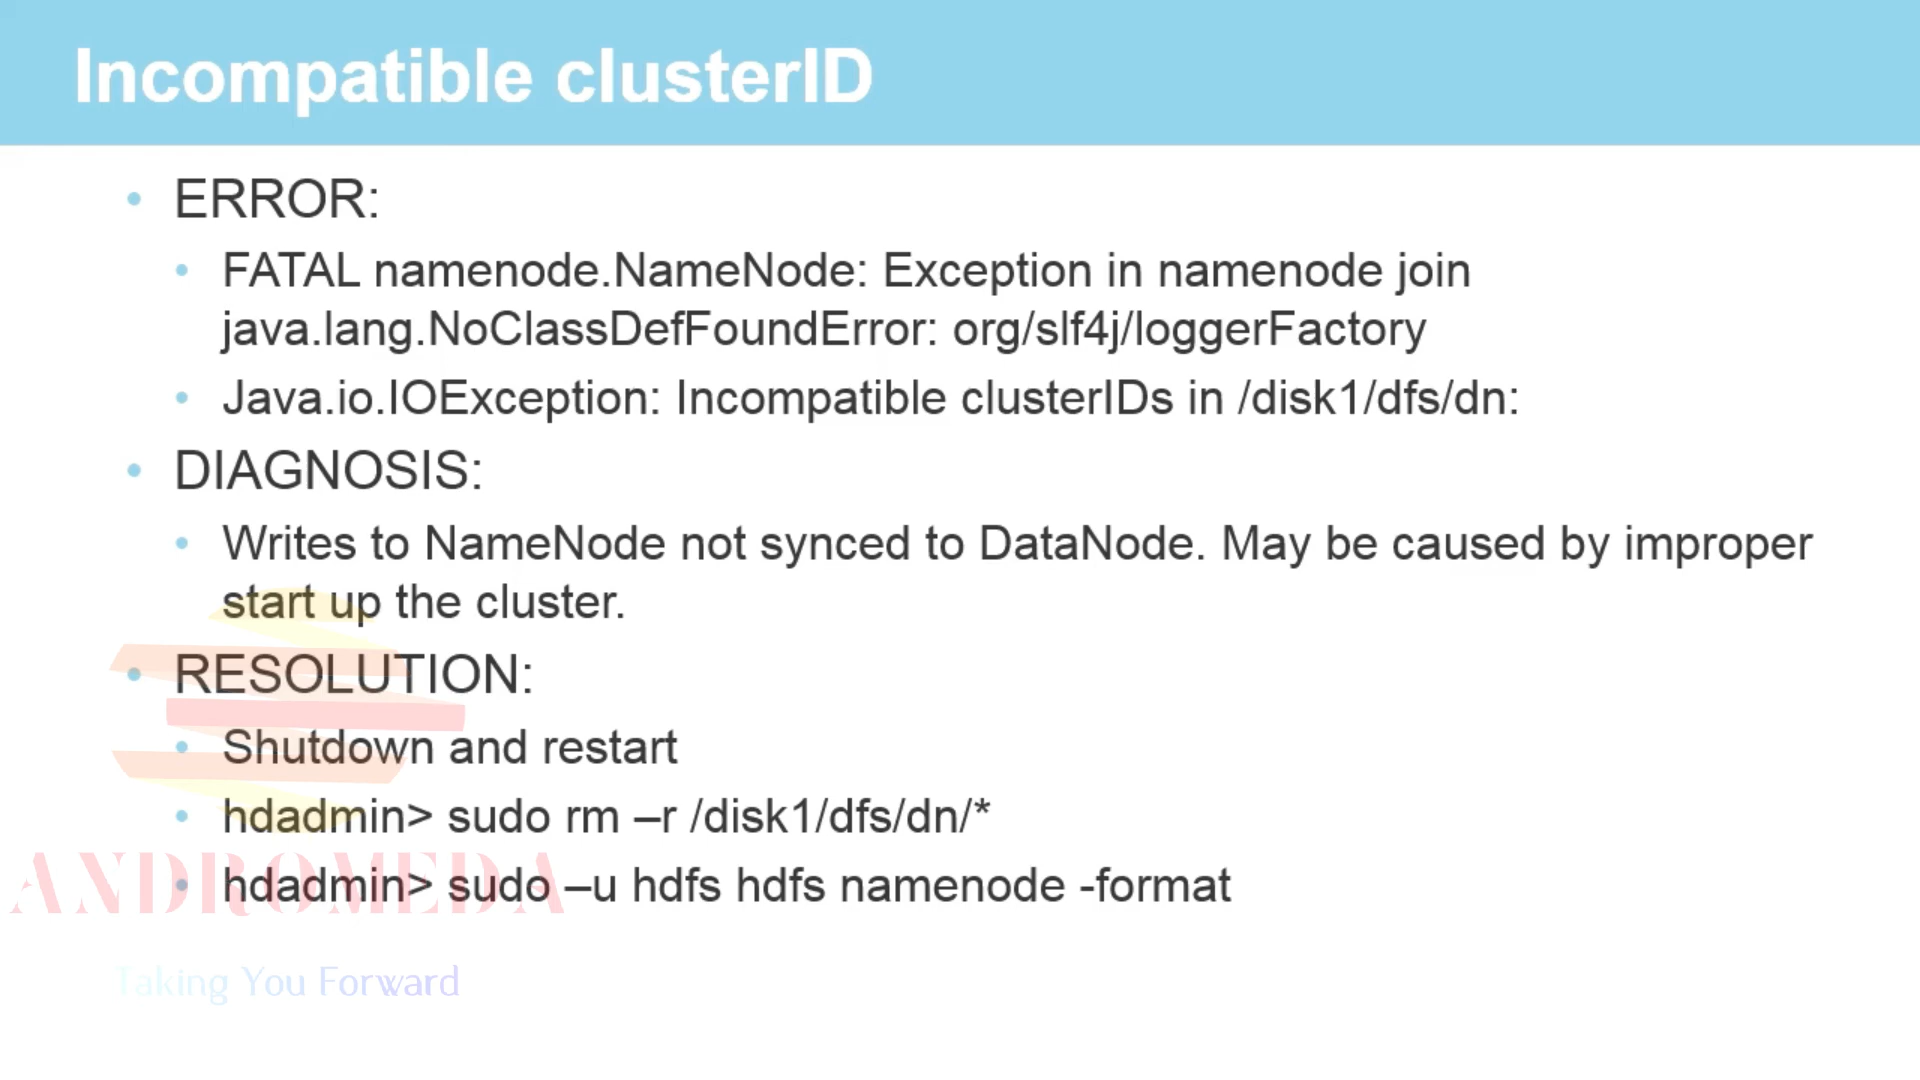 Incompatible clusterID
• ERROR:
• FATAL namenode.NameNode: Exception in namenode join
java.lang.NoClassDefFoundError: org/slf4j/loggerFactory
• Java.io.IOException: Incompatible clusterIDs in /disk1/dfs/dn:
• DIAGNOSIS:
• Writes to NameNode not synced to DataNode. May be caused by improper
start up the cluster.
• RESOLUTION:
• Shutdown and restart
• hdadmin> sudo rm –r /disk1/dfs/dn/*
• hdadmin> sudo –u hdfs hdfs namenode -format
ANDROMEDA
Taking You Forward